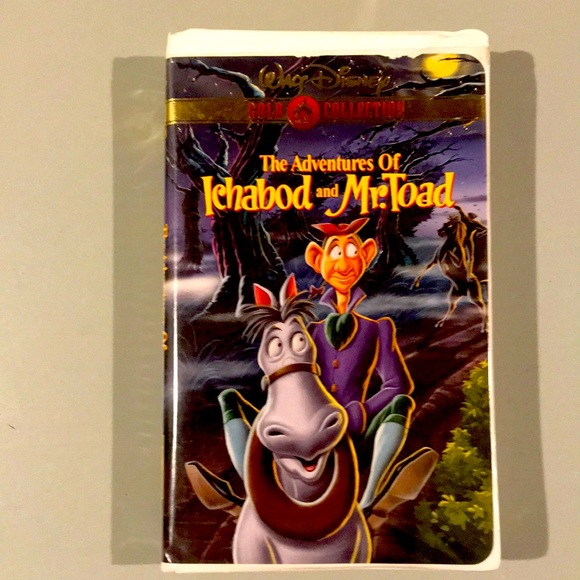 Walt Disney
GOLD COLLECTION
The Adventures Of
Ichabod and Mr. Toad